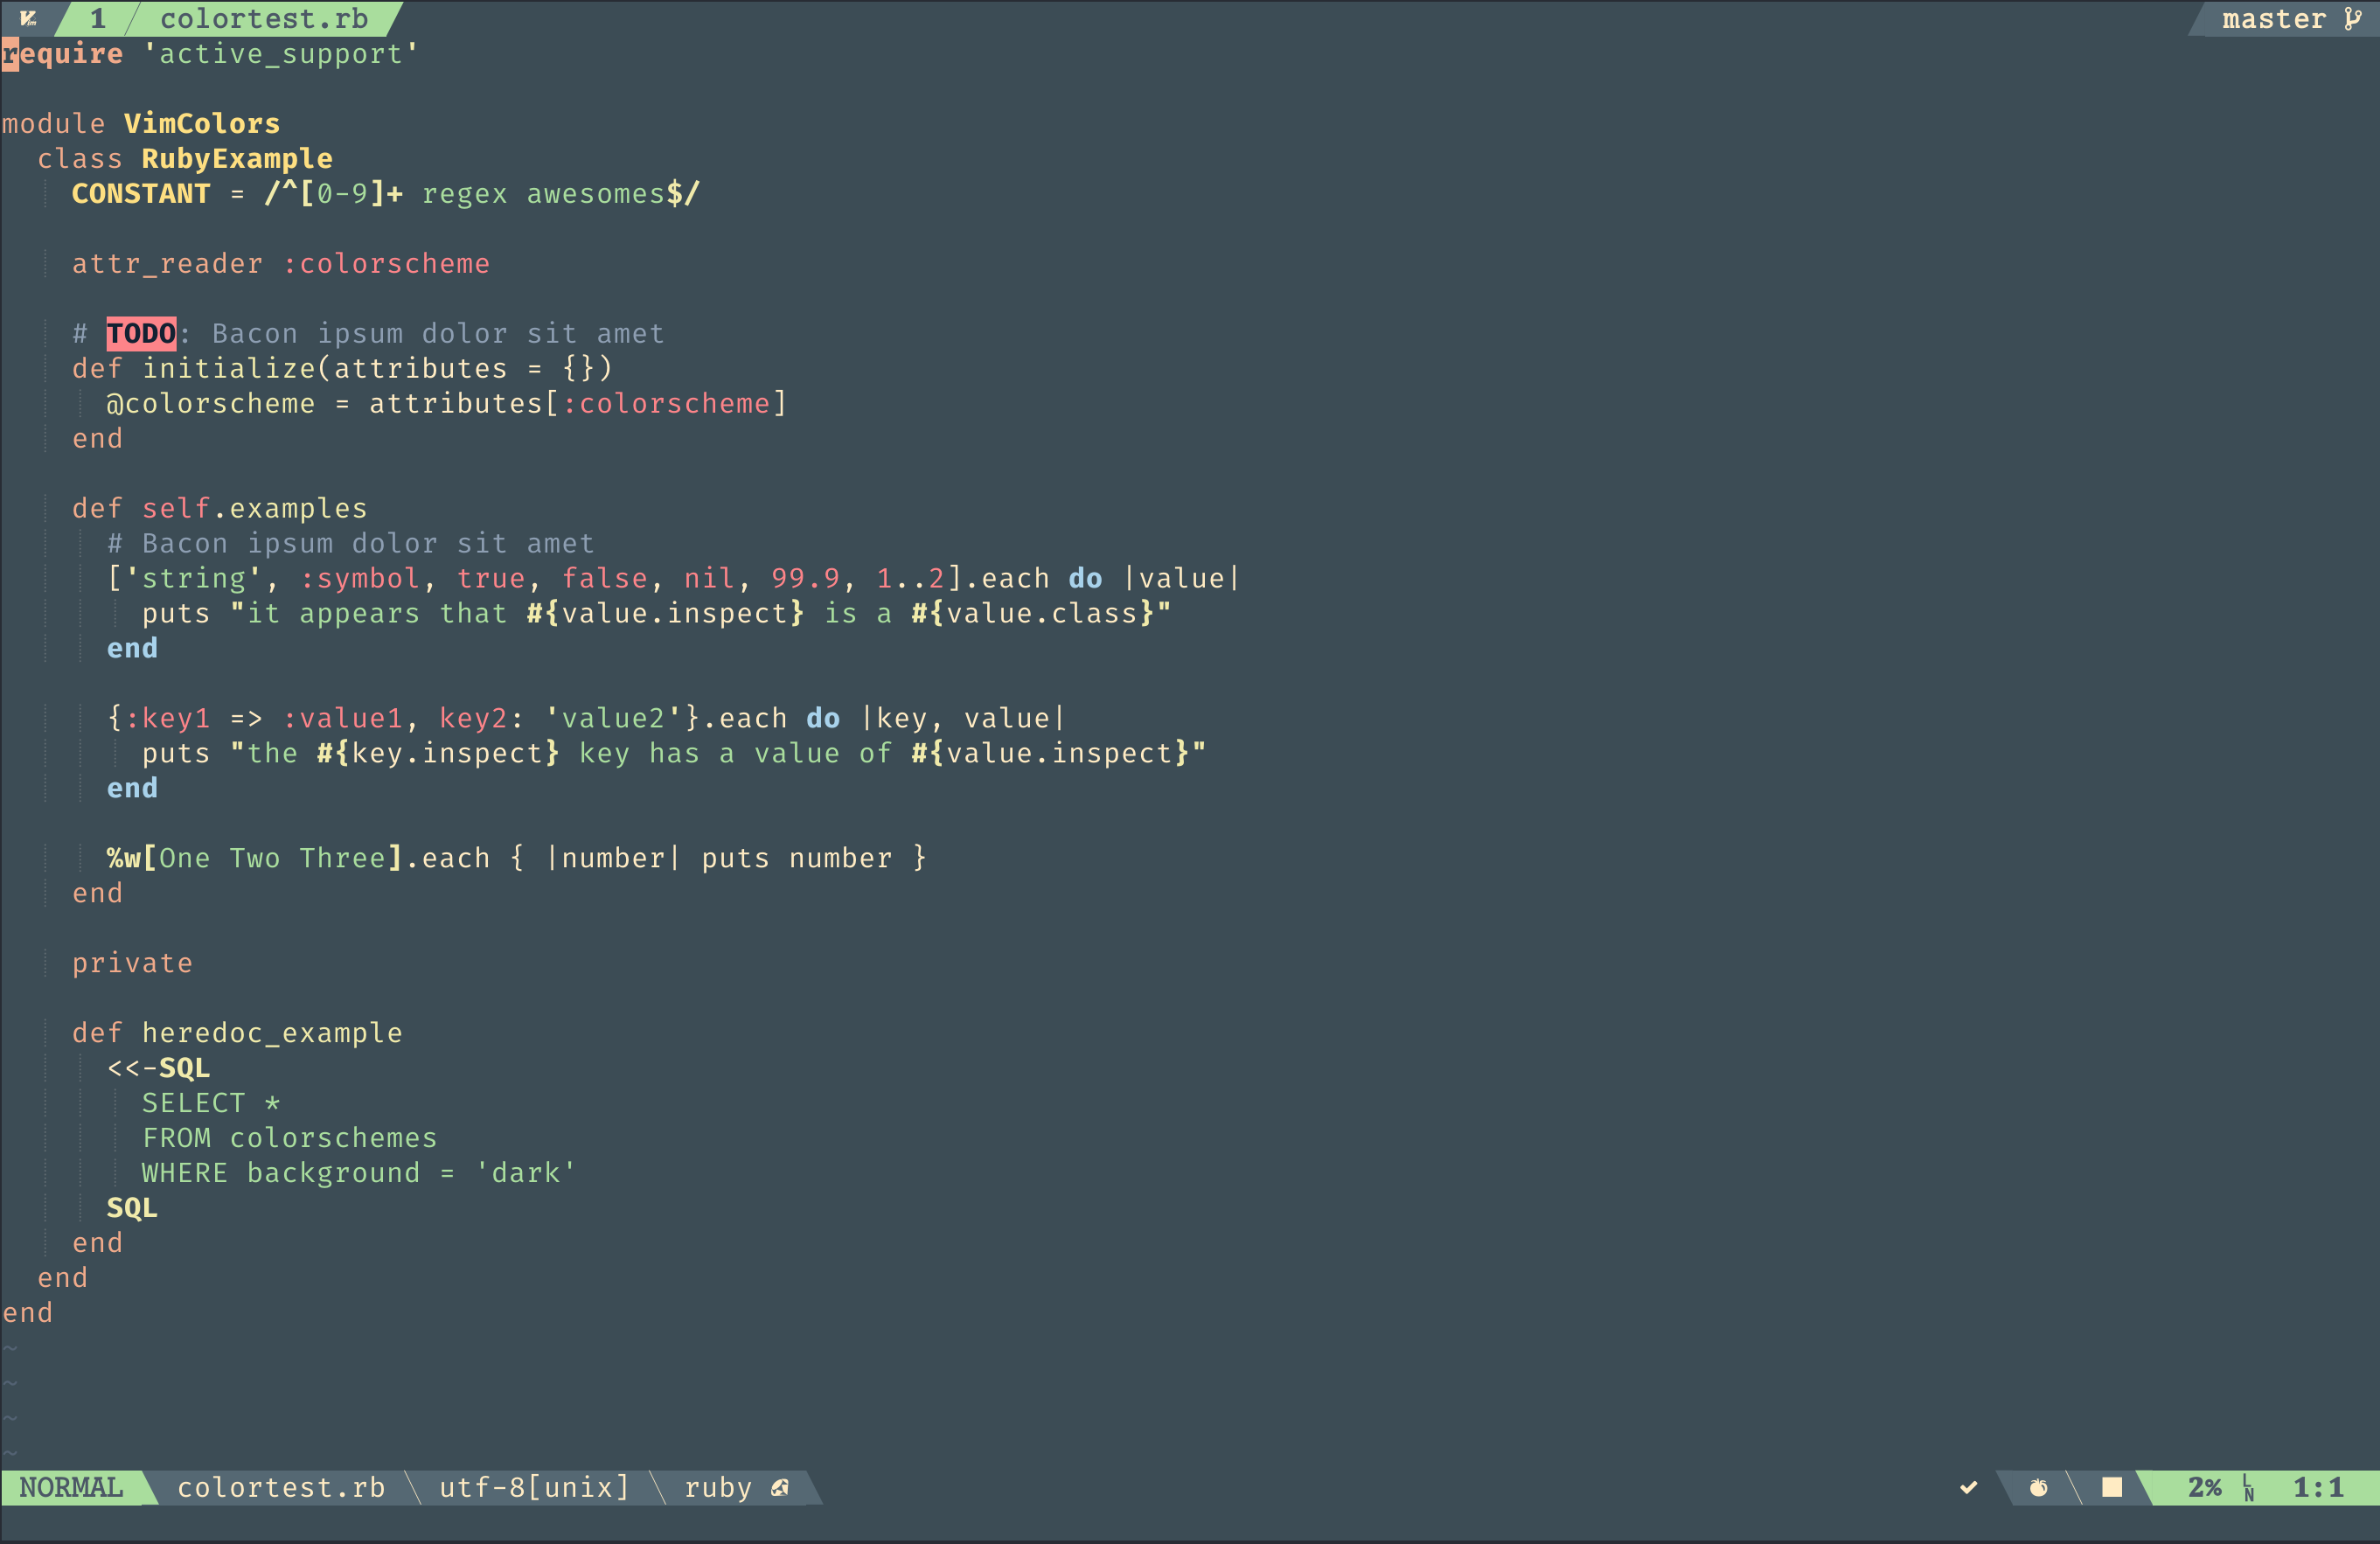 1 colortest.rb master
require 'active_support'

module VimColors
  class RubyExample
    CONSTANT = /^[0-9]+ regex awesomes$/

    attr_reader :colorscheme

    # TODO: Bacon ipsum dolor sit amet
    def initialize(attributes = {})
      @colorscheme = attributes[:colorscheme]
    end

    def self.examples
      # Bacon ipsum dolor sit amet
      ['string', :symbol, true, false, nil, 99.9, 1..2].each do |value|
        puts "it appears that #{value.inspect} is a #{value.class}"
      end

      {:key1 => :value1, key2: 'value2'}.each do |key, value|
        puts "the #{key.inspect} key has a value of #{value.inspect}"
      end

      %w[One Two Three].each { |number| puts number }
    end

    private

    def heredoc_example
      <<-SQL
        SELECT *
        FROM colorschemes
        WHERE background = 'dark'
      SQL
    end
  end
end
~
~
~
~
NORMAL colortest.rb utf-8[unix] ruby 2% LN 1:1